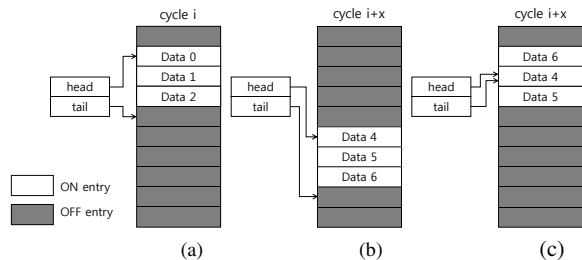 cycle i
cycle i+x
cycle i+x
head
tail
Data 0
Data 1
Data 2
head
tail
Data 4
Data 5
Data 6
head
tail
Data 6
Data 4
Data 5
ON entry
OFF entry
(a)
(b)
(c)